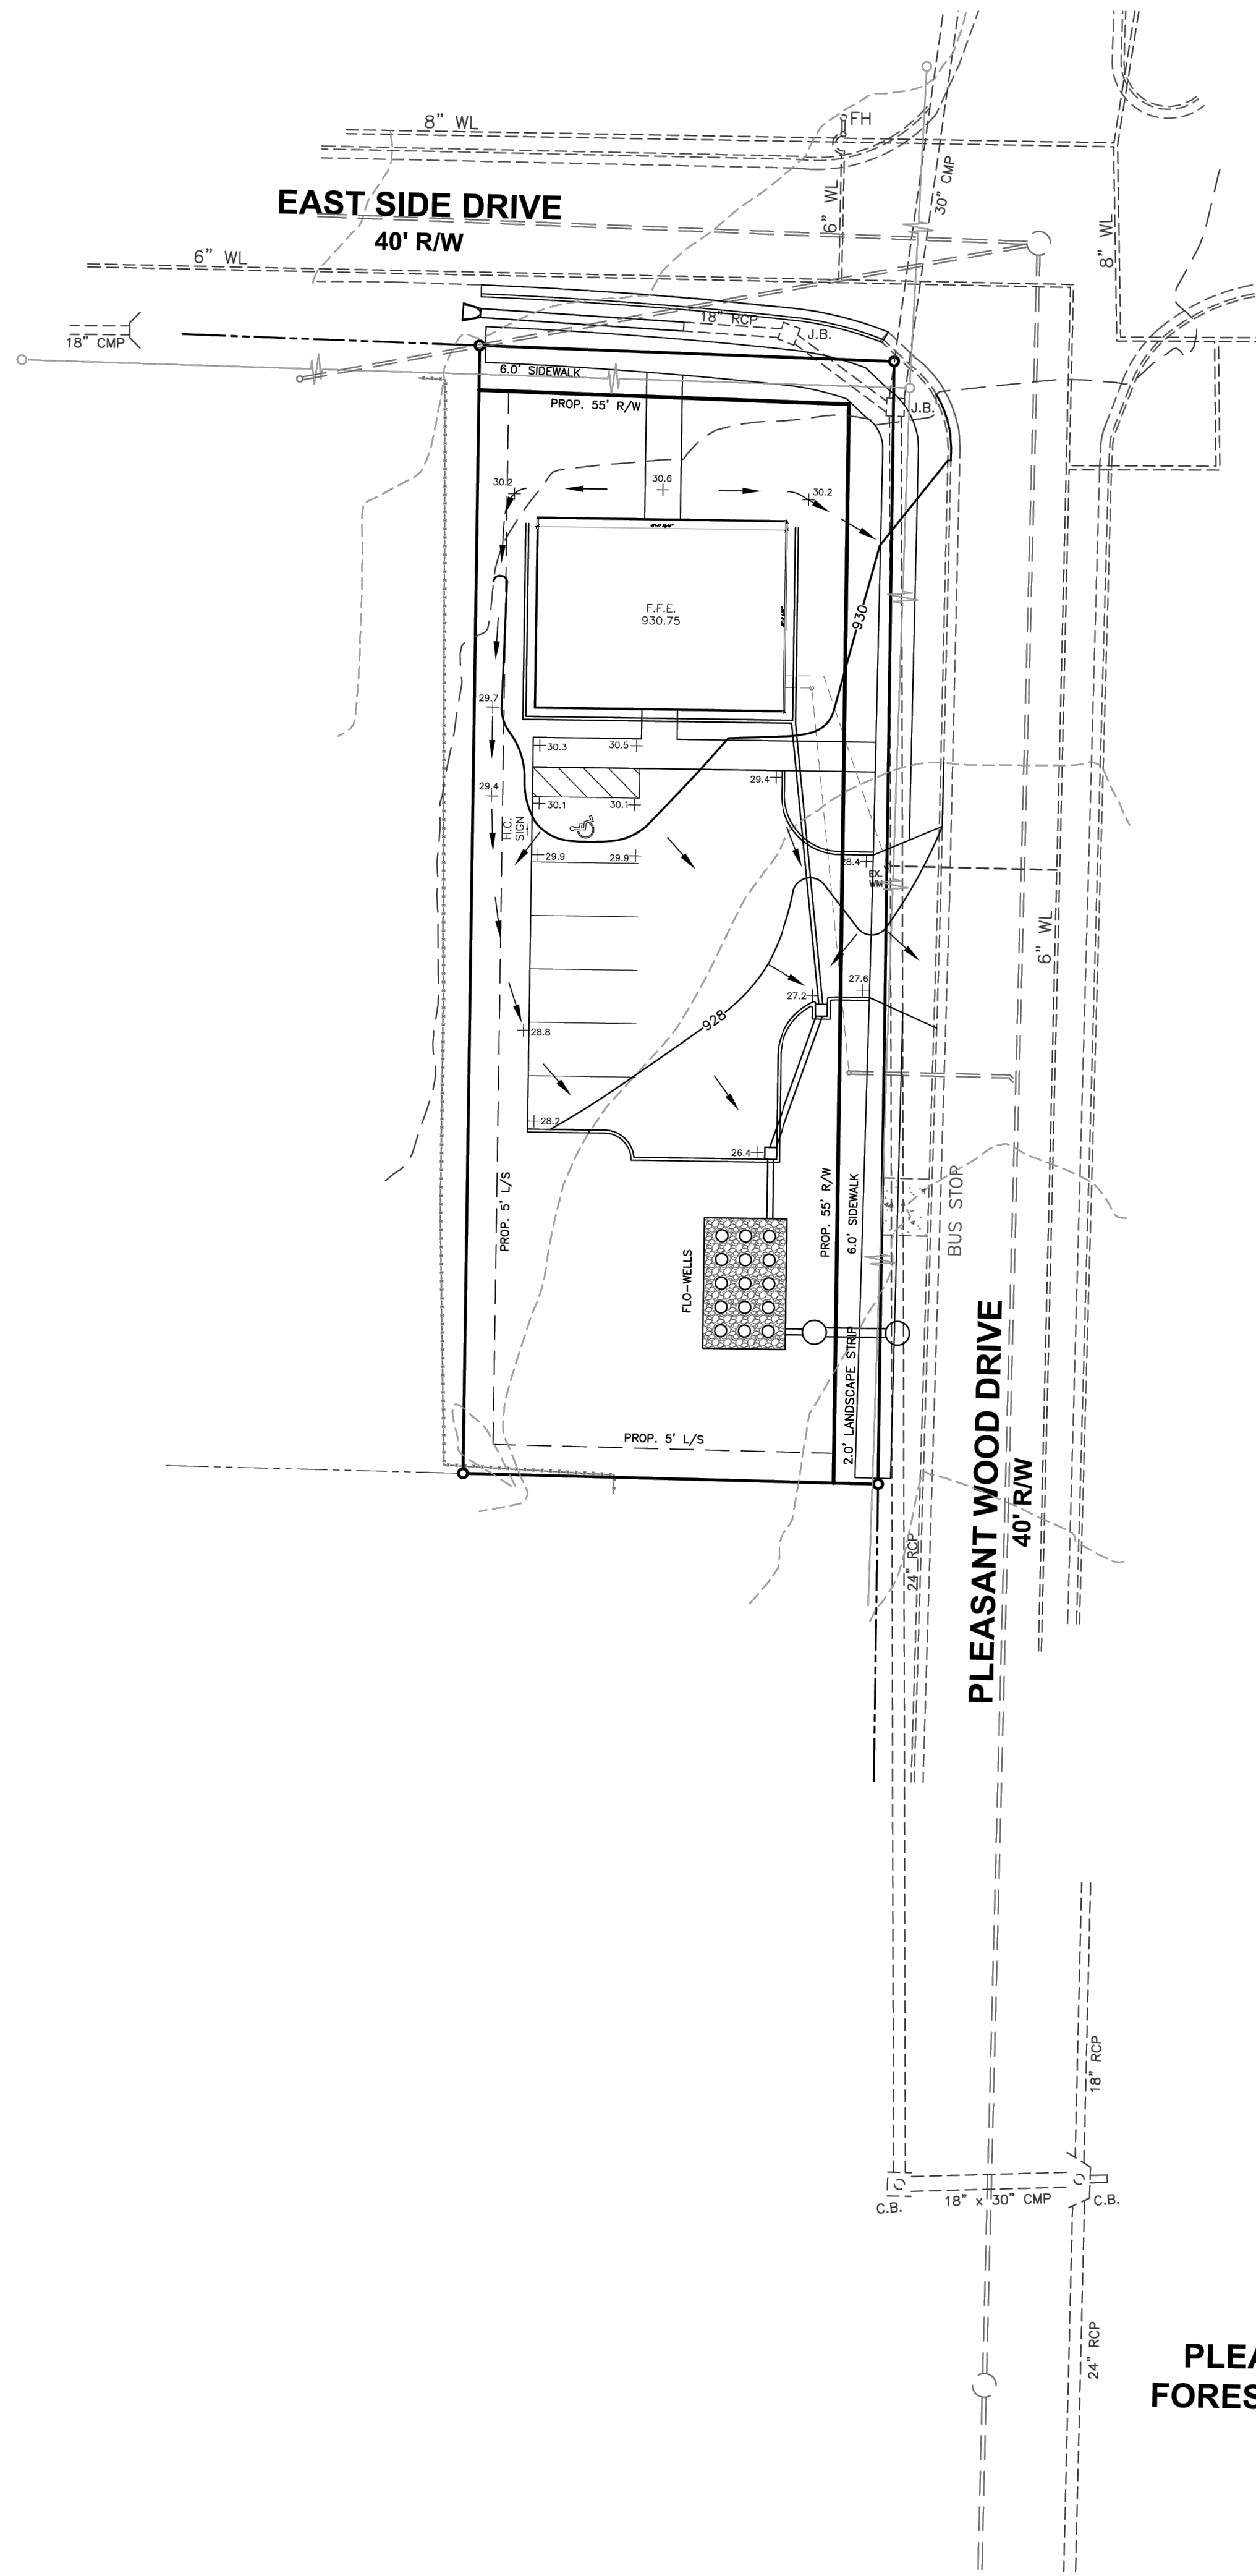 8" WL
FH
EAST SIDE DRIVE
40' R/W
6" WL
30" CMP
8" WL
6" WL
18" CMP
18" RCP
J.B.
6.0' SIDEWALK
PROP. 55' R/W
J.B.
30.2
30.6
30.2
F.F.E.
930.75
930
29.7
30.3
30.5
29.4
29.4
30.1
30.1
H.C.
SIGN
29.9
29.9
28.4
EX.
WM
6" WL
27.6
27.2
928
28.8
28.2
26.4
PROP. 5' L/S
PROP. 55' R/W
6.0' SIDEWALK
BUS STOP
FLO-WELLS
2.0' LANDSCAPE STRIP
PROP. 5' L/S
PLEASANT WOOD DRIVE
40' R/W
24" RCP
18" RCP
C.B.
18" x 30" CMP
C.B.
24" RCP
PLEA
FORES